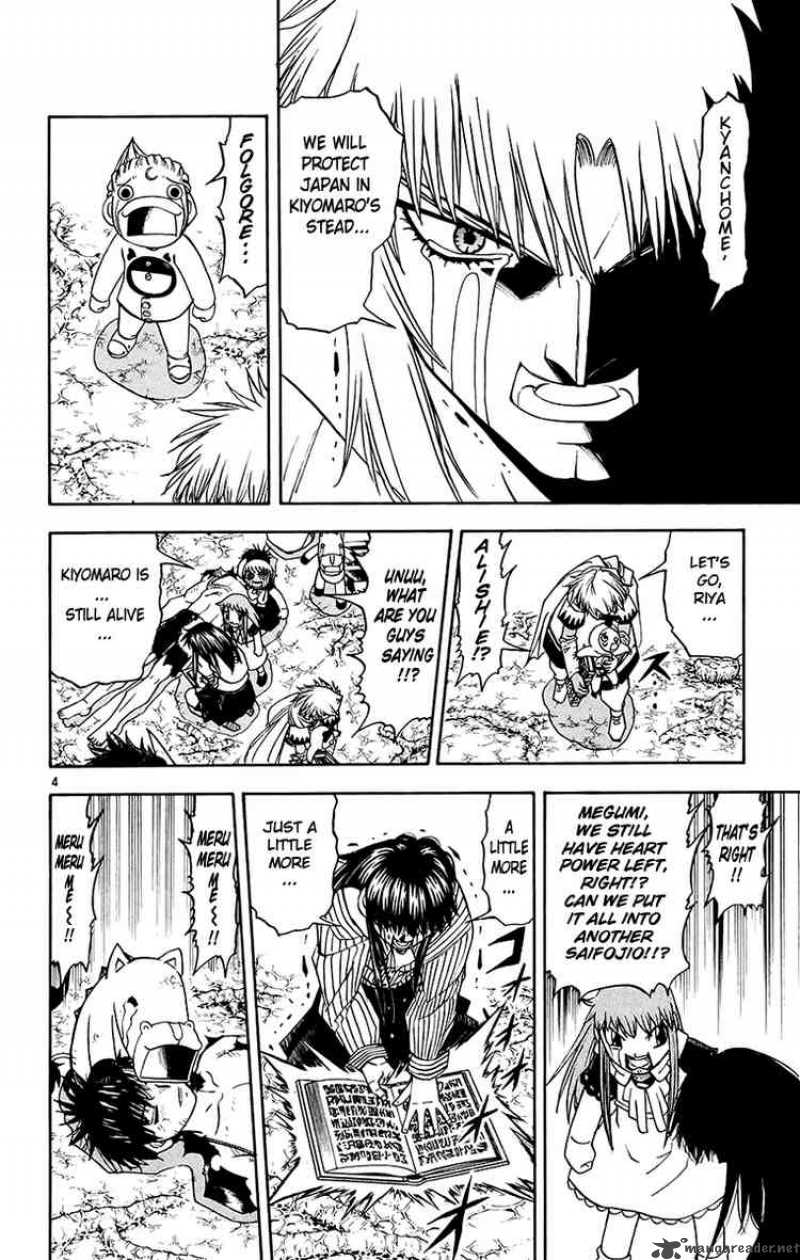 KYANCHOME,
WE WILL
PROTECT
JAPAN IN
KIYOMARO'S
STEAD...
FOLGORE...
LET'S
GO,
RIYA
...
ALISHIE!?
UNUU,
WHAT
ARE YOU
GUYS
SAYING
!!?
KIYOMARO IS
...
STILL ALIVE
...
4
THAT'S
RIGHT
!!
MEGUMI,
WE STILL
HAVE HEART
POWER LEFT,
RIGHT!?
CAN WE PUT
IT ALL INTO
ANOTHER
SAIFOJIO!!?
A
LITTLE
MORE
...
JUST A
LITTLE
MORE
...
MERU
MERU
ME~
!!
MERU
MERU
ME~
!!
mangareader.net